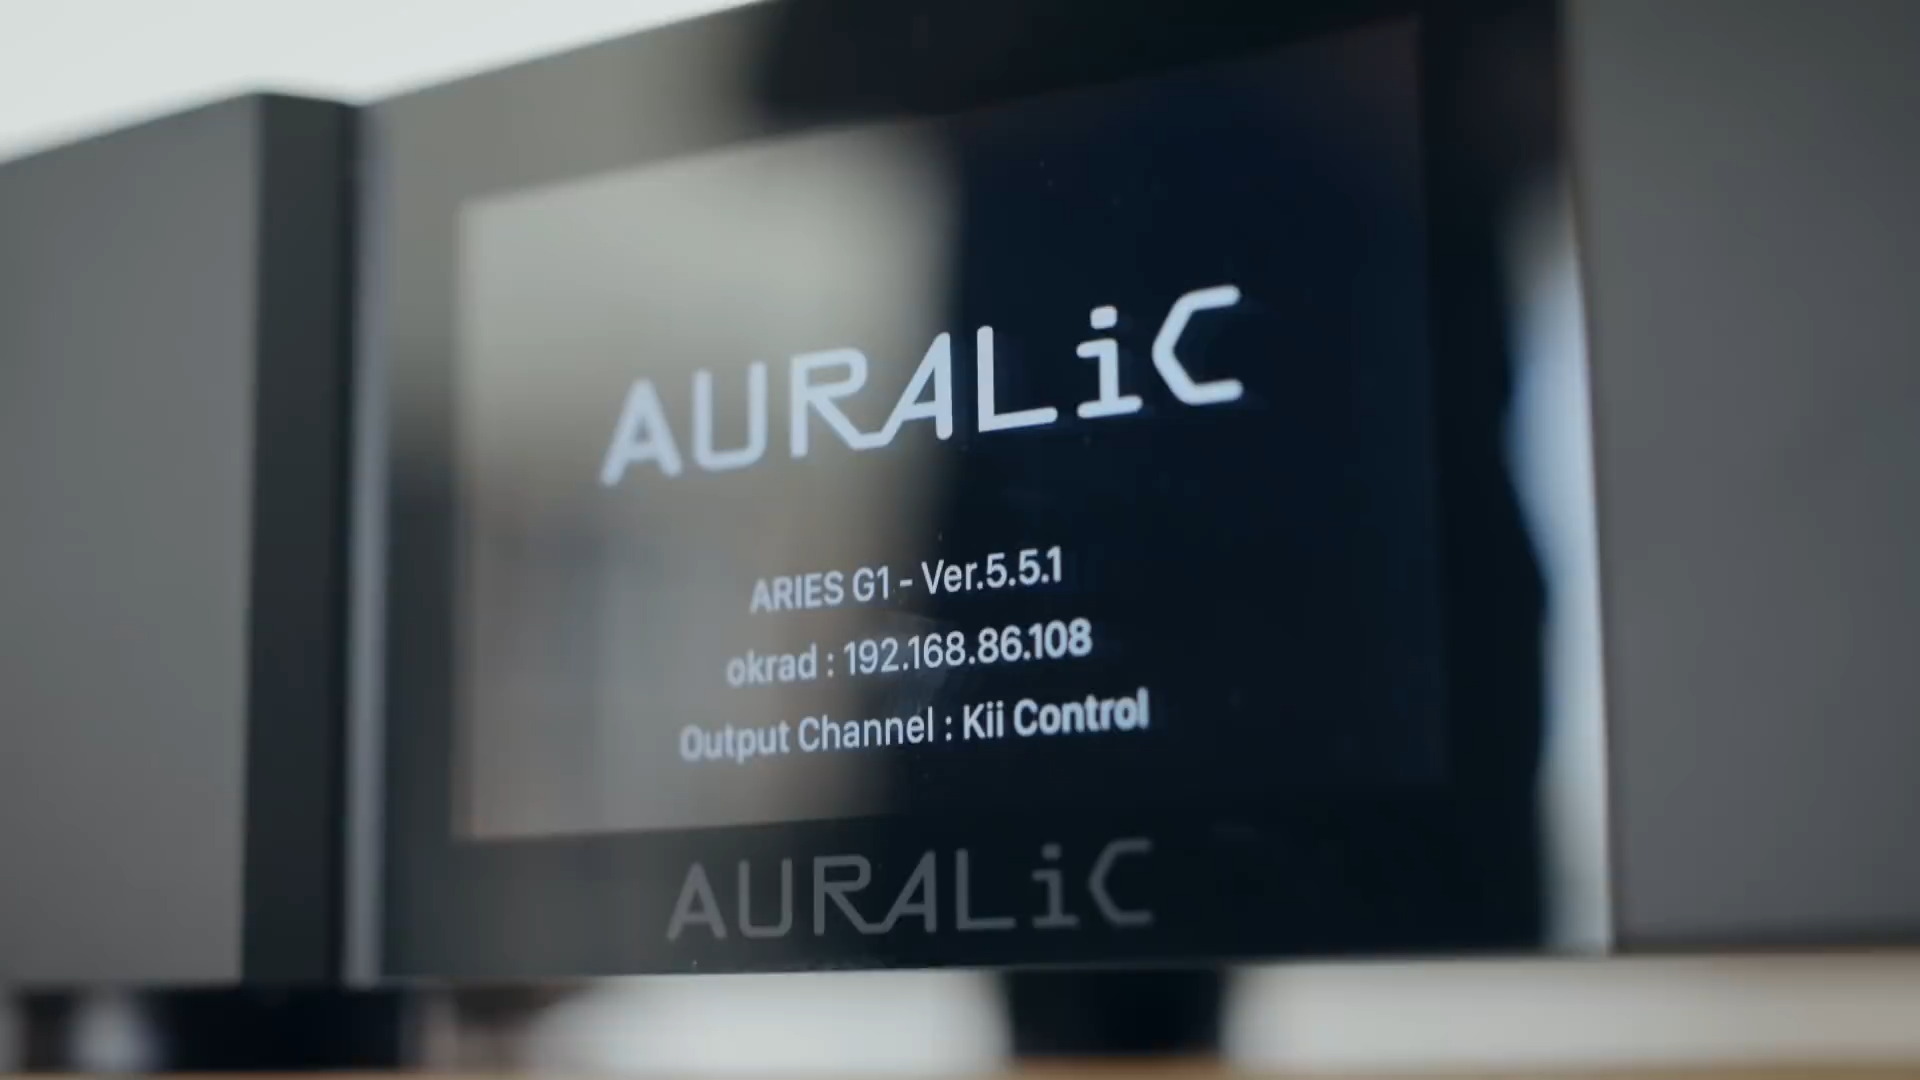 AURALiC
ARIES G1 - Ver.5.5.1
okrad : 192.168.86.108
Output Channel : Kii Control
AURALiC